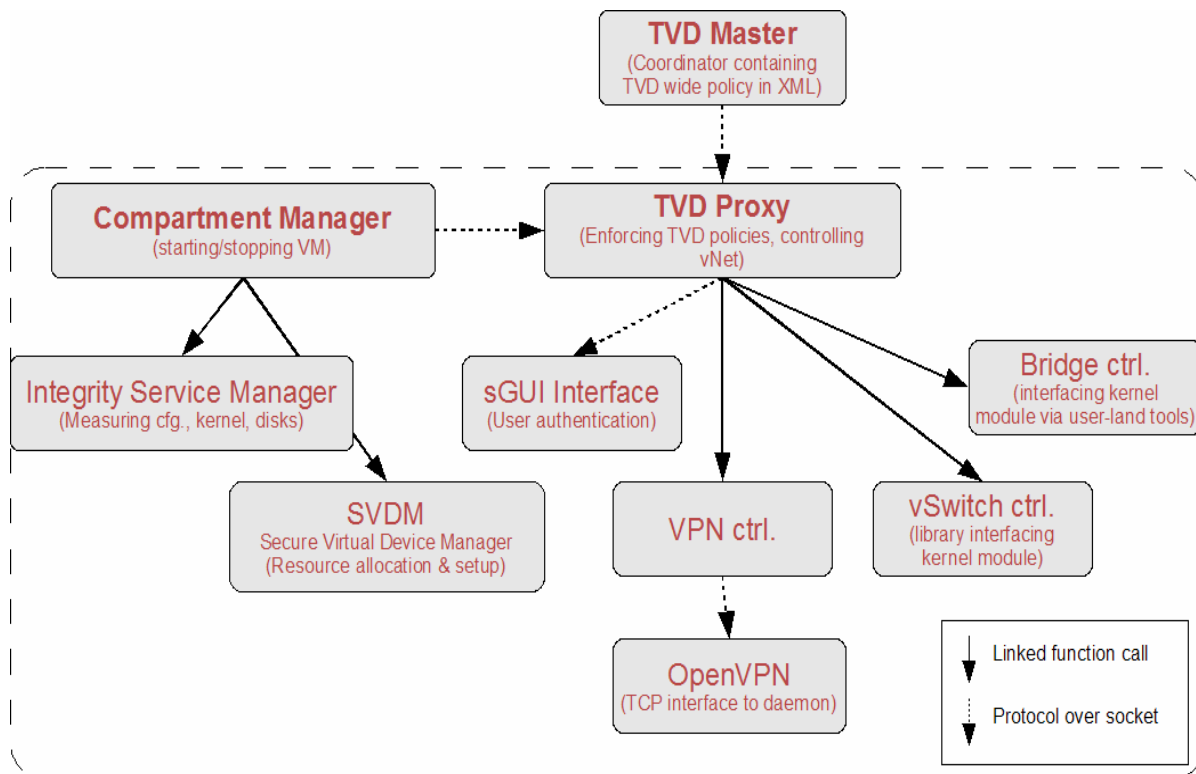 TVD Master
(Coordinator containing
TVD wide policy in XML)
Compartment Manager
(starting/stopping VM)
TVD Proxy
(Enforcing TVD policies, controlling
vNet)
Integrity Service Manager
(Measuring cfg., kernel, disks)
sGUI Interface
(User authentication)
Bridge ctrl.
(interfacing kernel
module via user-land tools)
SVDM
Secure Virtual Device Manager
(Resource allocation & setup)
VPN ctrl.
vSwitch ctrl.
(library interfacing
kernel module)
OpenVPN
(TCP interface to daemon)
Linked function call
Protocol over socket